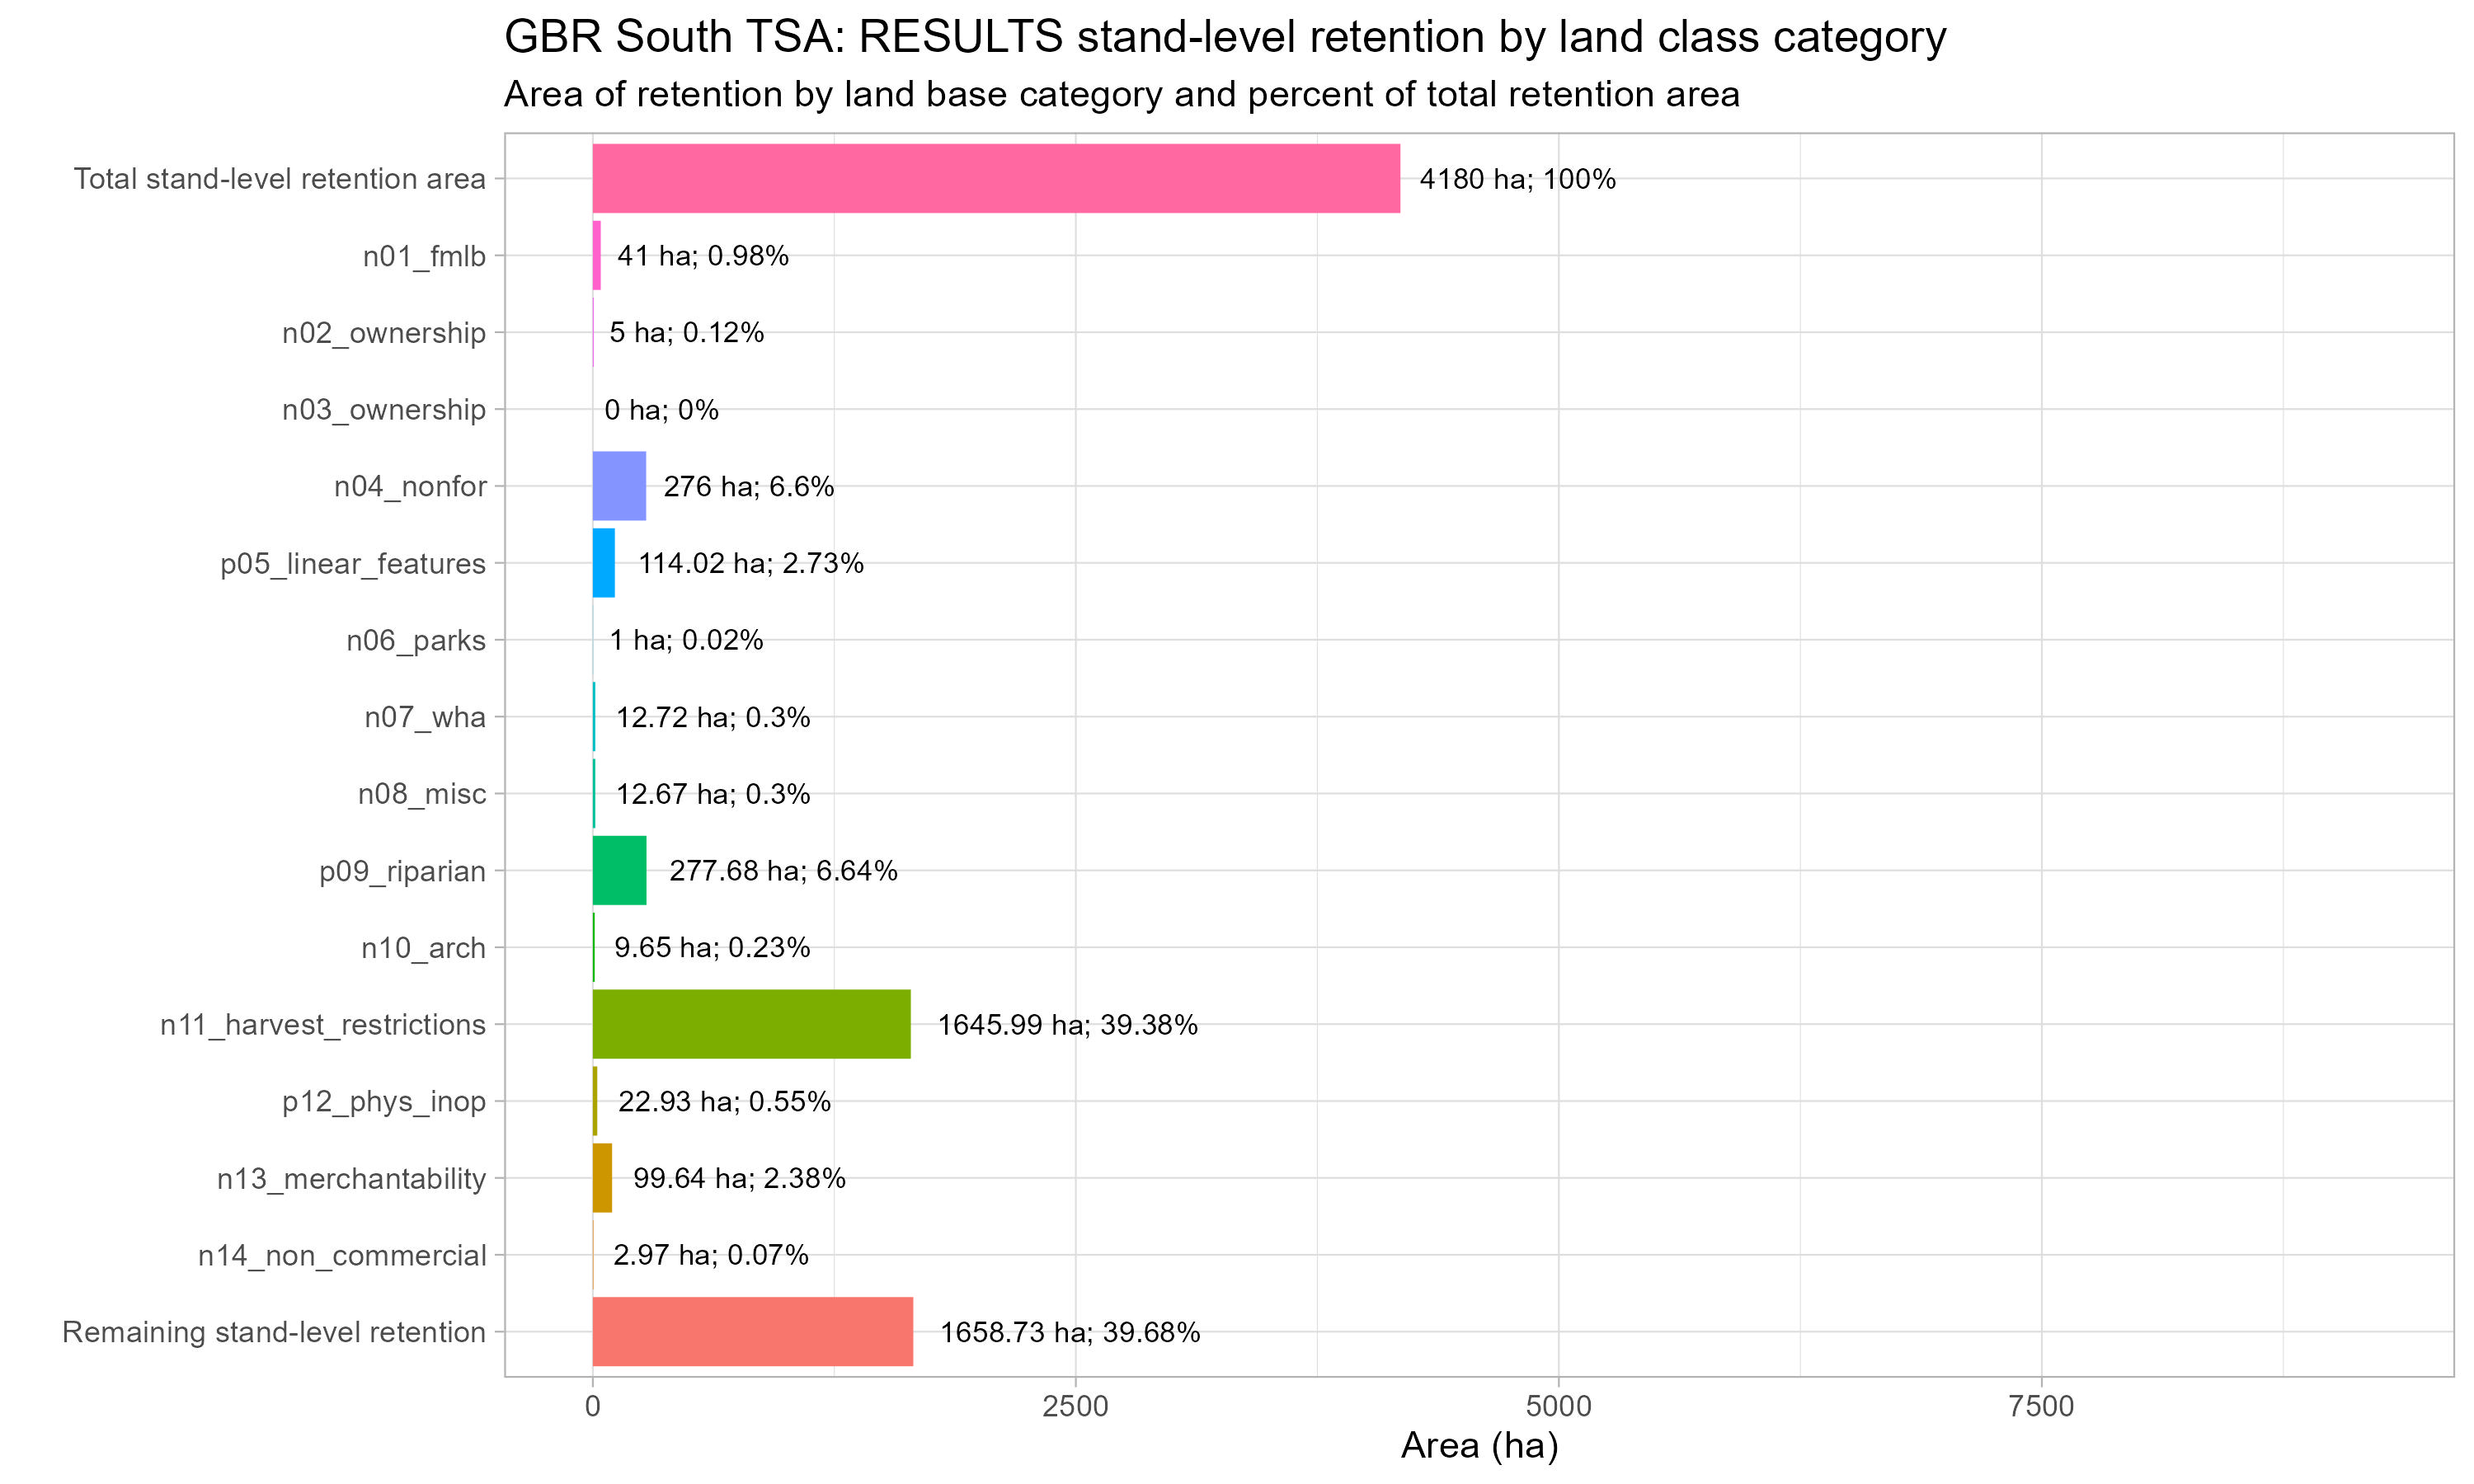 GBR South TSA: RESULTS stand-level retention by land class category
Area of retention by land base category and percent of total retention area
Total stand-level retention area 4180 ha; 100%
n01_fmlb 41 ha; 0.98%
n02_ownership 5 ha; 0.12%
n03_ownership 0 ha; 0%
n04_nonfor 276 ha; 6.6%
p05_linear_features 114.02 ha; 2.73%
n06_parks 1 ha; 0.02%
n07_wha 12.72 ha; 0.3%
n08_misc 12.67 ha; 0.3%
p09_riparian 277.68 ha; 6.64%
n10_arch 9.65 ha; 0.23%
n11_harvest_restrictions 1645.99 ha; 39.38%
p12_phys_inop 22.93 ha; 0.55%
n13_merchantability 99.64 ha; 2.38%
n14_non_commercial 2.97 ha; 0.07%
Remaining stand-level retention 1658.73 ha; 39.68%
0 2500 5000 7500
Area (ha)